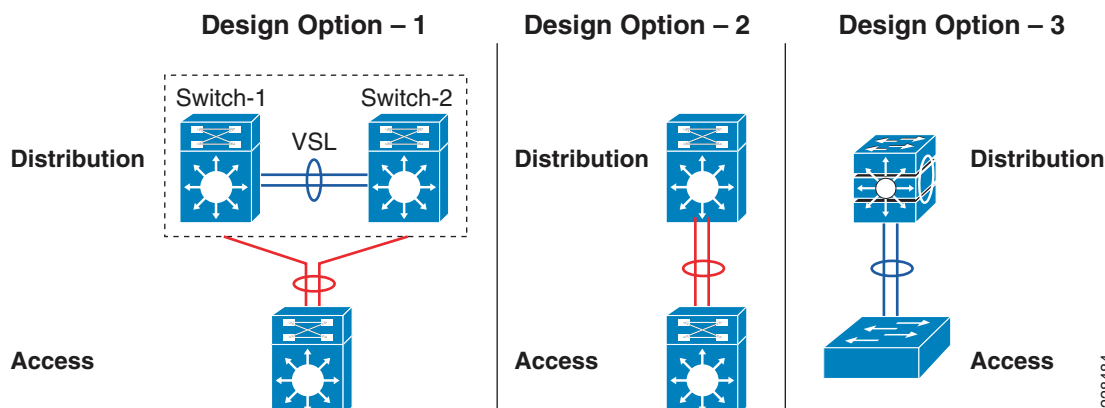 Design Option – 1
Design Option – 2
Design Option – 3
Switch-1
Switch-2
VSL
Distribution
Distribution
Distribution
Access
Access
Access